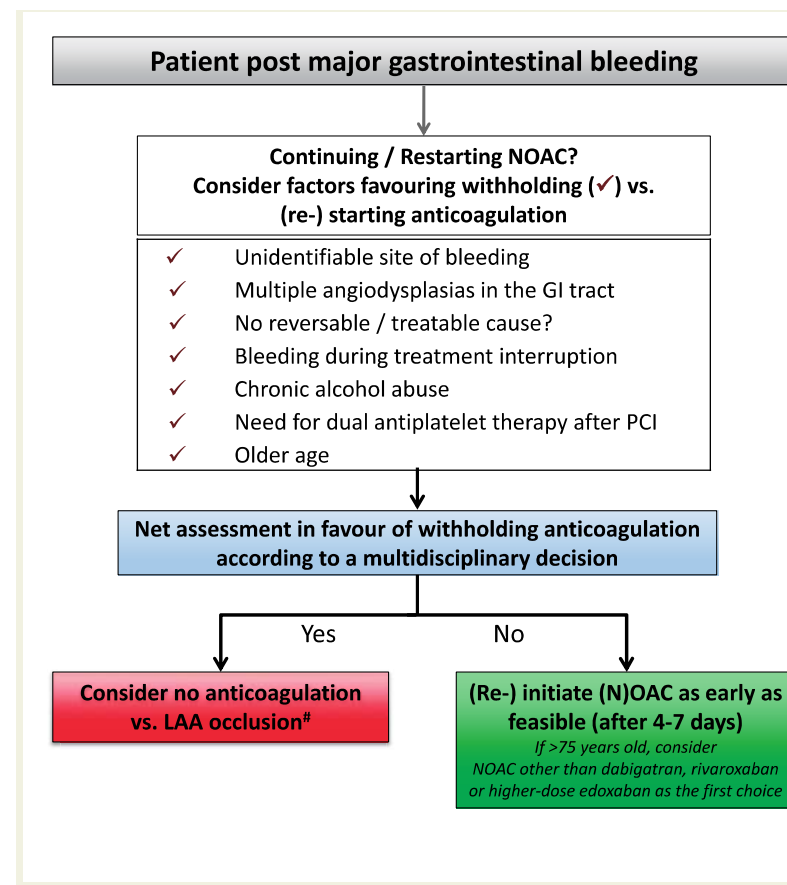 Patient post major gastrointestinal bleeding
Continuing / Restarting NOAC?
Consider factors favouring withholding (✓) vs.
(re-) starting anticoagulation
✓ Unidentifiable site of bleeding
✓ Multiple angiodysplasias in the GI tract
✓ No reversable / treatable cause?
✓ Bleeding during treatment interruption
✓ Chronic alcohol abuse
✓ Need for dual antiplatelet therapy after PCI
✓ Older age
Net assessment in favour of withholding anticoagulation
according to a multidisciplinary decision
Yes
No
Consider no anticoagulation
vs. LAA occlusion#
(Re-) initiate (N)OAC as early as
feasible (after 4-7 days)
If >75 years old, consider
NOAC other than dabigatran, rivaroxaban
or higher-dose edoxaban as the first choice